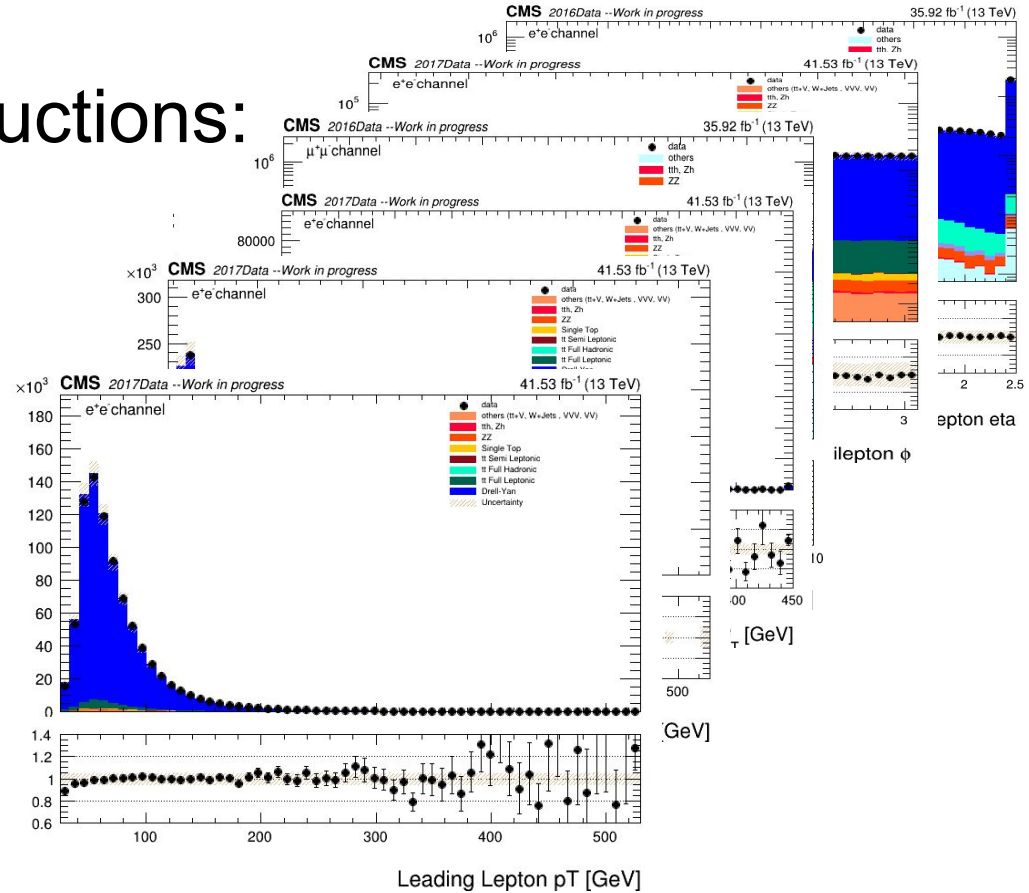 uctions:
CMS 2016Data --Work in progress 35.92 fb⁻¹ (13 TeV)
10⁶
e⁺e⁻channel
data
others
tth, Zh
2 2.5
epton eta
CMS 2017Data --Work in progress 41.53 fb⁻¹ (13 TeV)
10⁵
e⁺e⁻channel
data
others (tt+V, W+Jets , VVV, VV)
tth, Zh
ZZ
3
ilepton ϕ
CMS 2016Data --Work in progress 35.92 fb⁻¹ (13 TeV)
10⁶
μ⁺μ⁻channel
data
others
tth, Zh
ZZ
CMS 2017Data --Work in progress 41.53 fb⁻¹ (13 TeV)
80000
e⁺e⁻channel
data
others (tt+V, W+Jets , VVV, VV)
tth, Zh
ZZ
450
T [GeV]
×10³ CMS 2017Data --Work in progress 41.53 fb⁻¹ (13 TeV)
300
250
e⁺e⁻channel
data
others (tt+V, W+Jets , VVV, VV)
tth, Zh
ZZ
Single Top
tt Semi Leptonic
tt Full Hadronic
tt Full Leptonic
500
GeV]
×10³ CMS 2017Data --Work in progress 41.53 fb⁻¹ (13 TeV)
e⁺e⁻channel
data
others (tt+V, W+Jets , VVV, VV)
tth, Zh
ZZ
Single Top
tt Semi Leptonic
tt Full Hadronic
tt Full Leptonic
Drell-Yan
Uncertainty
180
160
140
120
100
80
60
40
20
0
1.4
1.2
1
0.8
0.6
100 200 300 400 500
Leading Lepton pT [GeV]